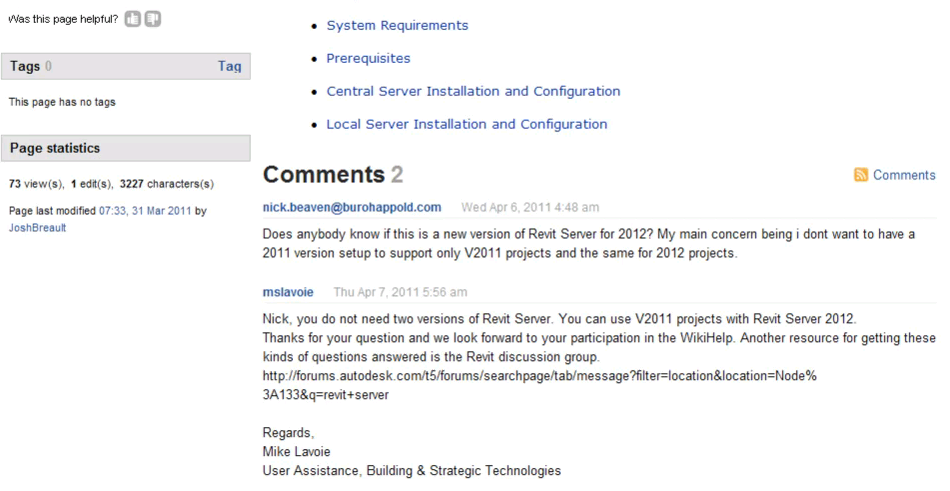 Was this page helpful?
Tags 0 Tag
This page has no tags
Page statistics
73 view(s), 1 edit(s), 3227 characters(s)
Page last modified 07:33, 31 Mar 2011 by
JoshBreault
System Requirements
Prerequisites
Central Server Installation and Configuration
Local Server Installation and Configuration
Comments 2
Comments
nick.beaven@burohappold.com Wed Apr 6, 2011 4:48 am
Does anybody know if this is a new version of Revit Server for 2012? My main concern being i dont want to have a
2011 version setup to support only V2011 projects and the same for 2012 projects.
mslavoie Thu Apr 7, 2011 5:56 am
Nick, you do not need two versions of Revit Server. You can use V2011 projects with Revit Server 2012.
Thanks for your question and we look forward to your participation in the WikiHelp. Another resource for getting these
kinds of questions answered is the Revit discussion group.
http://forums.autodesk.com/t5/forums/searchpage/tab/message?filter=location&location=Node%
3A133&q=revit+server
Regards,
Mike Lavoie
User Assistance, Building & Strategic Technologies